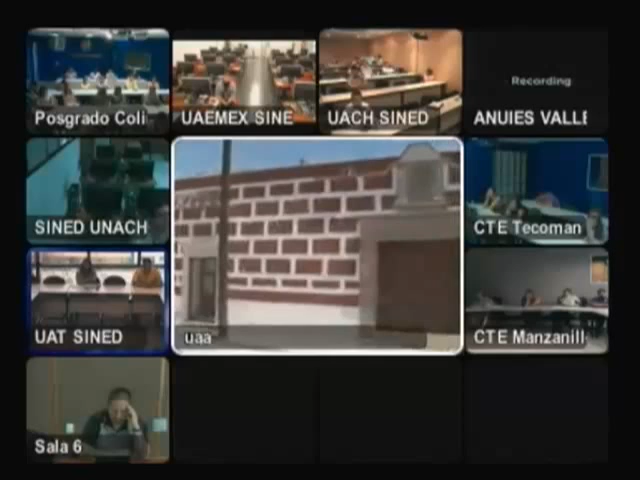 Posgrado Coli
UAEMEX SINE
UACH SINED
Recording
ANUIES VALLE
SINED UNACH
CTE Tecoman
UAT SINED
uaa
CTE Manzanill
Sala 6